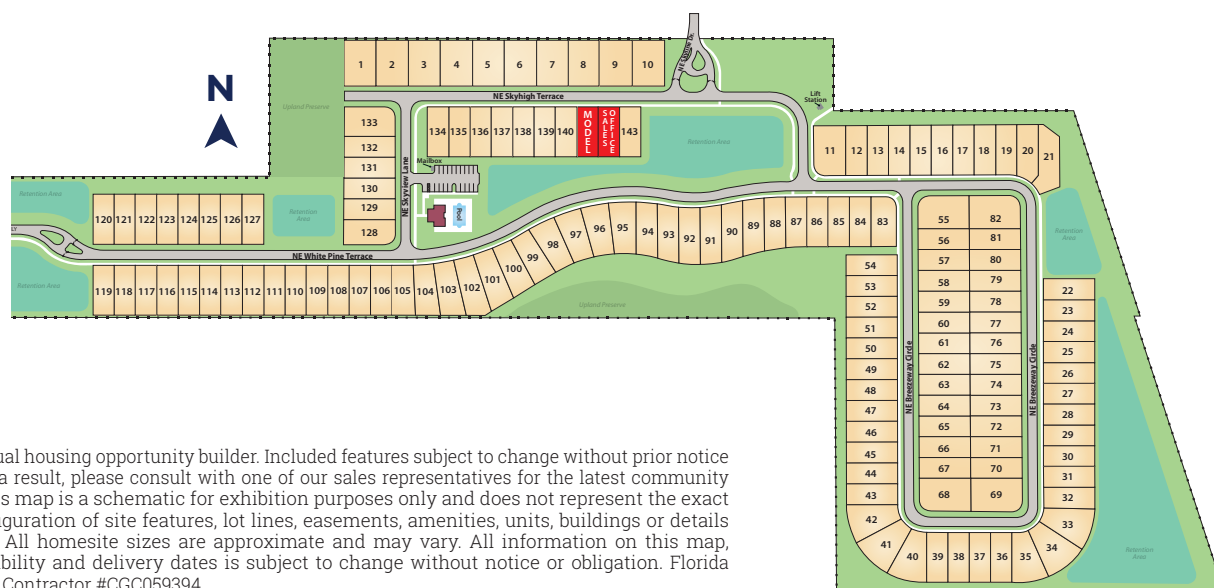 N
NE Skyline Dr.
1 2 3 4 5 6 7 8 9 10
Upland Preserve
NE Skyhigh Terrace
Lift
Station
133
132
131
130
129
128
NE Skyview Lane
134 135 136 137 138 139 140 MODEL SALES OFFICE 143
Mailbox
Pool
Retention Area
11 12 13 14 15 16 17 18 19 20 21
Retention Area
120 121 122 123 124 125 126 127
Retention
Area
NE White Pine Terrace
Retention Area
119 118 117 116 115 114 113 112 111 110 109 108 107 106 105 104 103 102 101 100 99 98 97 96 95 94 93 92 91 90 89 88 87 86 85 84 83
Upland Preserve
54
53
52
51
50
49
48
47
46
45
44
43
42
41
40 39 38 37 36 35
34
33
NE Breezeway Circle
55 82
56 81
57 80
58 79
59 78
60 77
61 76
62 75
63 74
64 73
65 72
66 71
67 70
68 69
NE Breezeway Circle
Retention
Area
22
23
24
25
26
27
28
29
30
31
32
Retention
Area
ual housing opportunity builder. Included features subject to change without prior notice
a result, please consult with one of our sales representatives for the latest community
s map is a schematic for exhibition purposes only and does not represent the exact
iguration of site features, lot lines, easements, amenities, units, buildings or details
All homesite sizes are approximate and may vary. All information on this map,
bility and delivery dates is subject to change without notice or obligation. Florida
Contractor #CGC059394